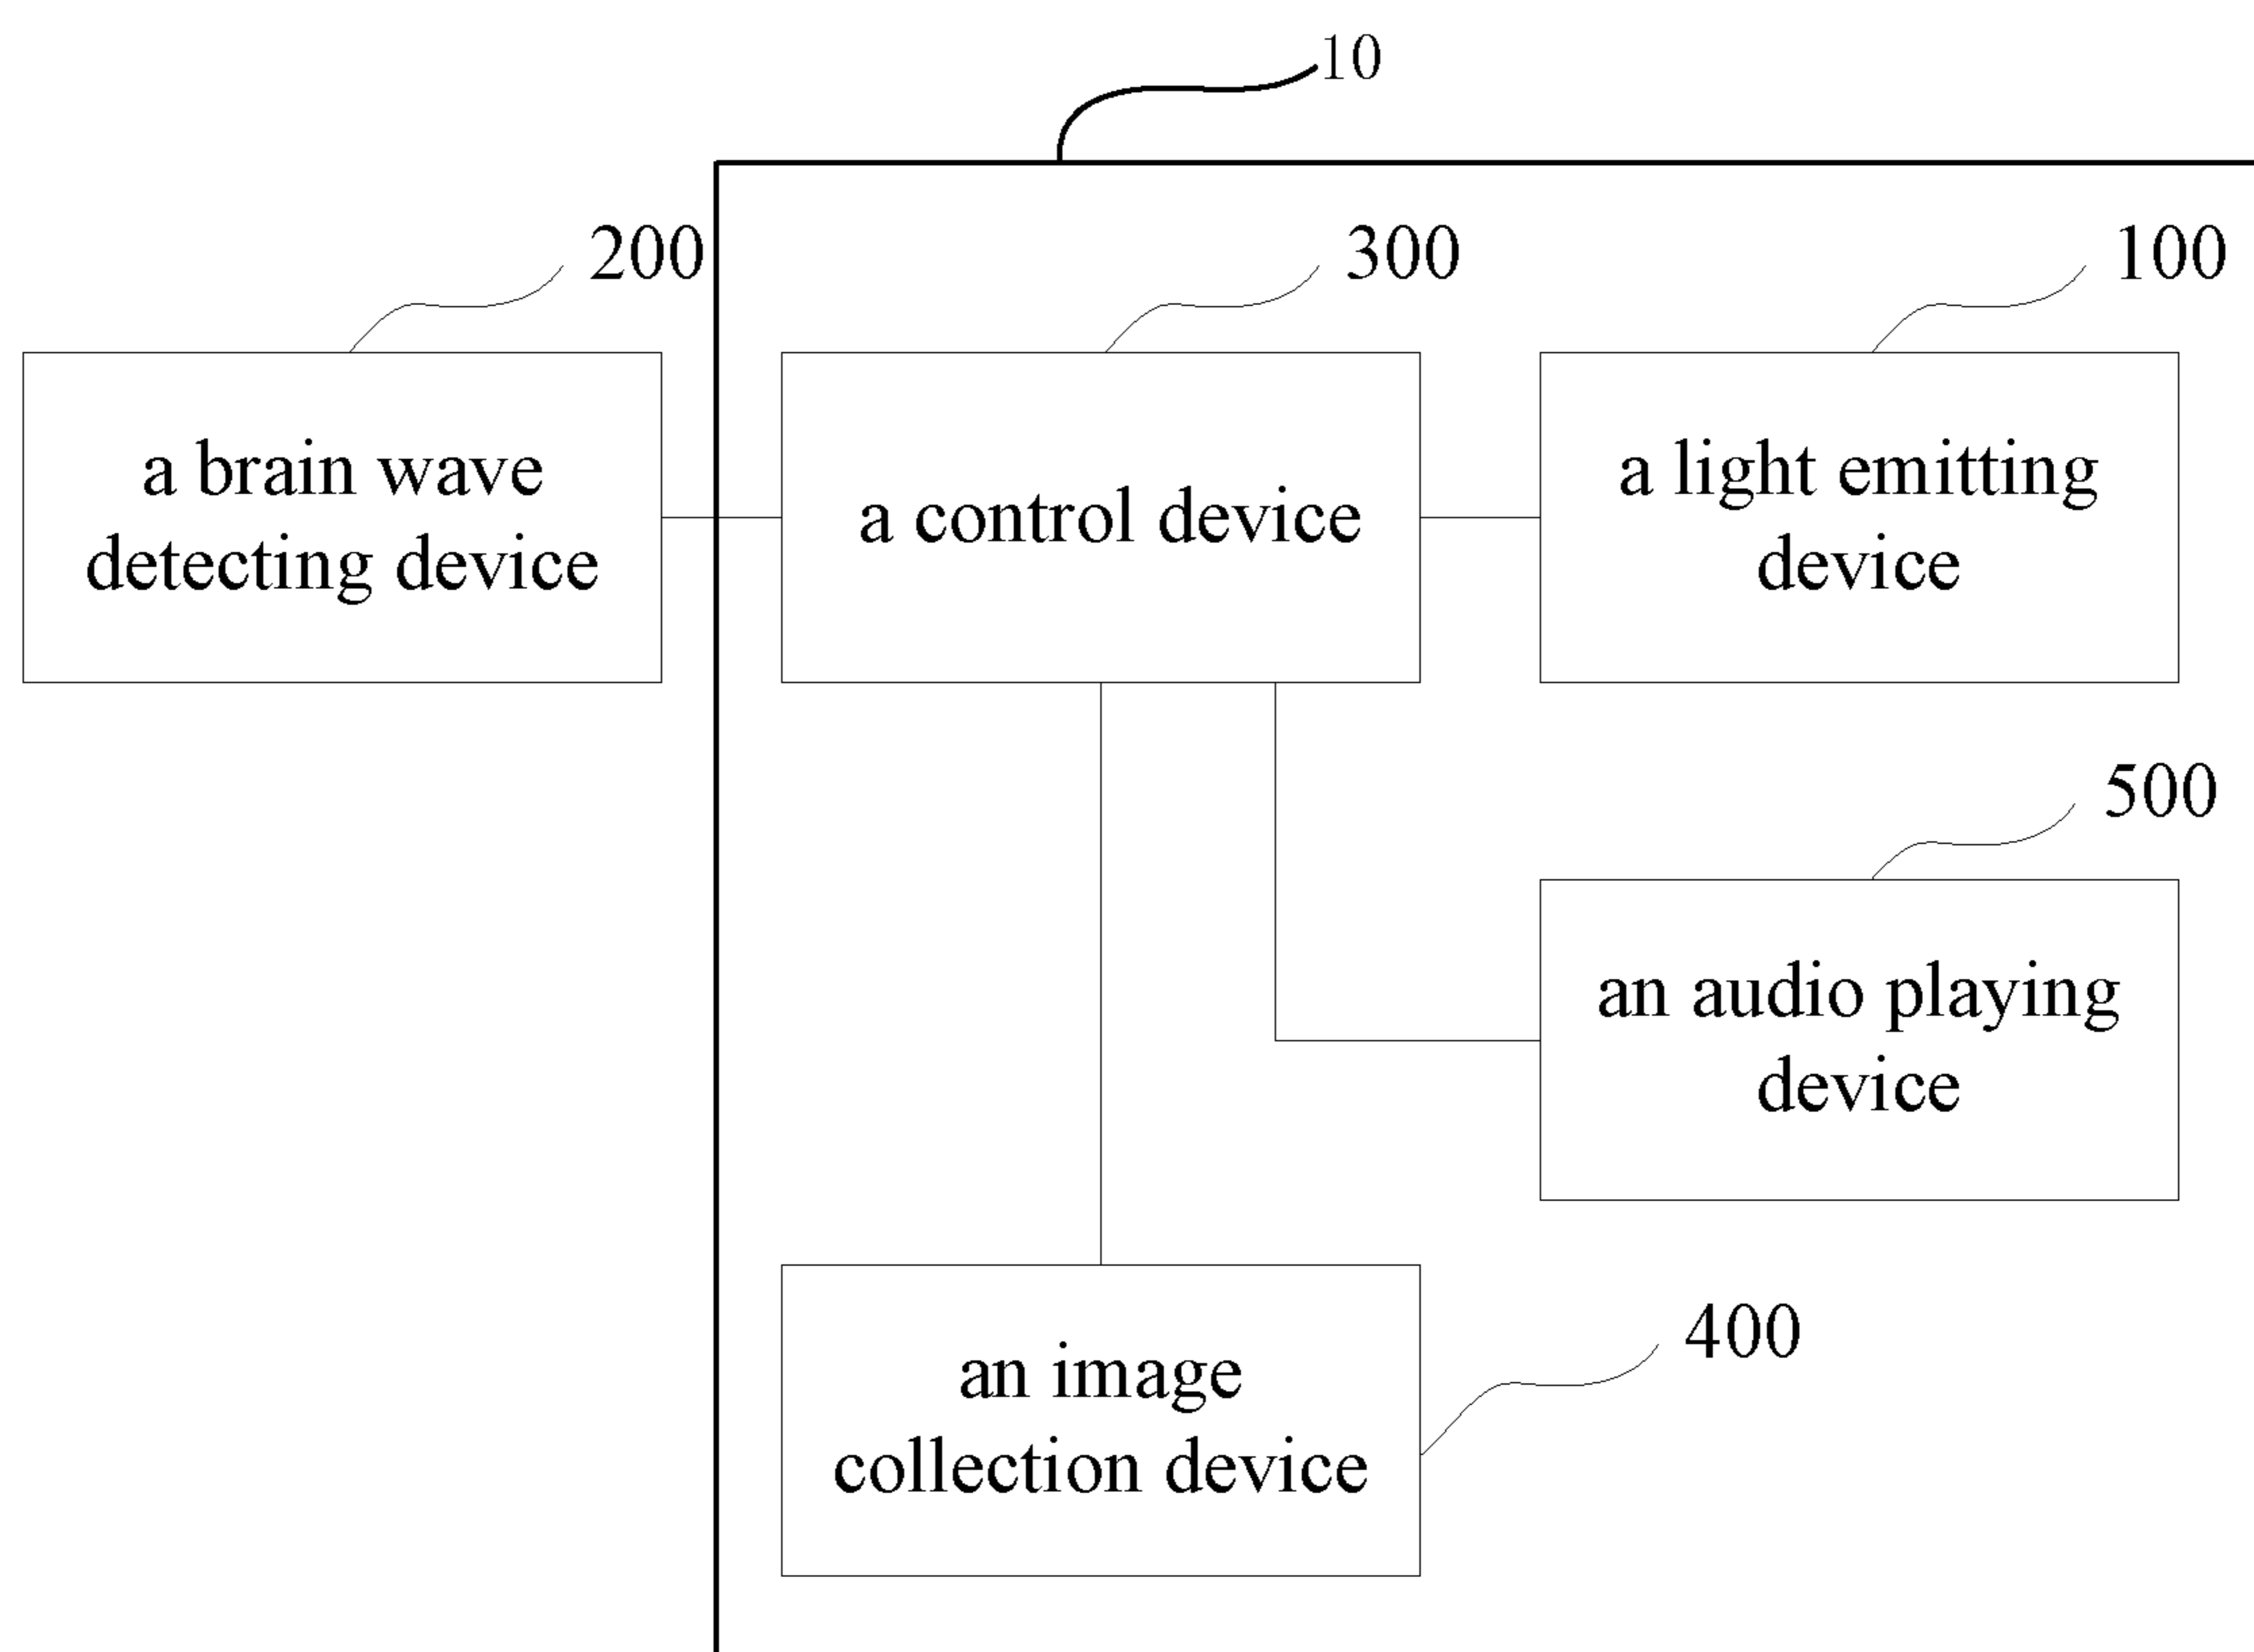 10
200
300
100
a brain wave
detecting device
a control device
a light emitting
device
500
an audio playing
device
400
an image
collection device